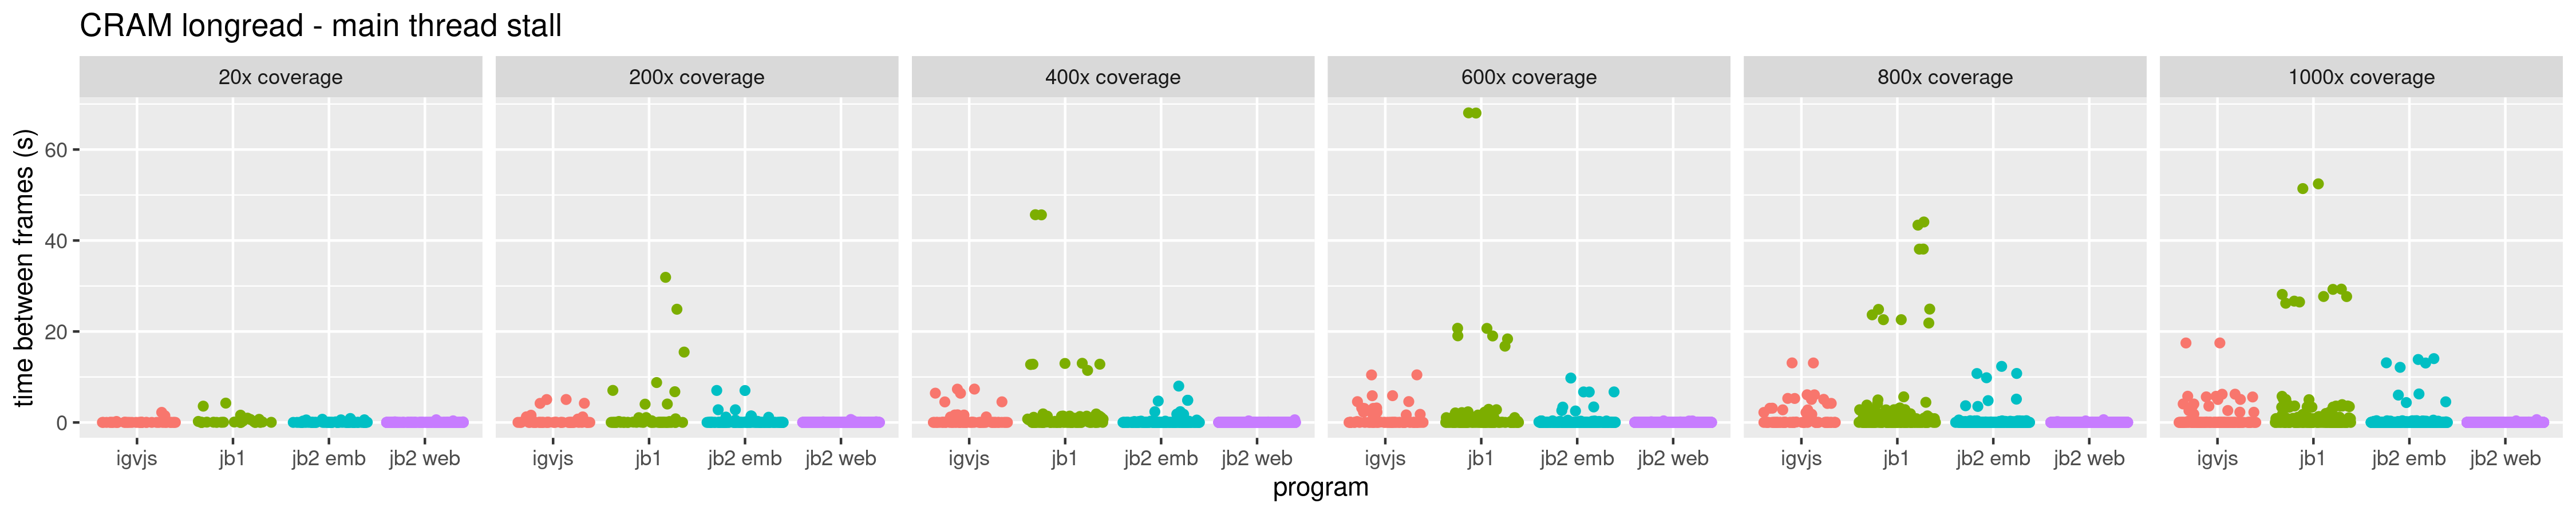 CRAM longread - main thread stall
20x coverage
200x coverage
400x coverage
600x coverage
800x coverage
1000x coverage
time between frames (s)
60
40
20
0
igvjs jb1 jb2 emb jb2 web
igvjs jb1 jb2 emb jb2 web
igvjs jb1 jb2 emb jb2 web
igvjs jb1 jb2 emb jb2 web
igvjs jb1 jb2 emb jb2 web
igvjs jb1 jb2 emb jb2 web
program